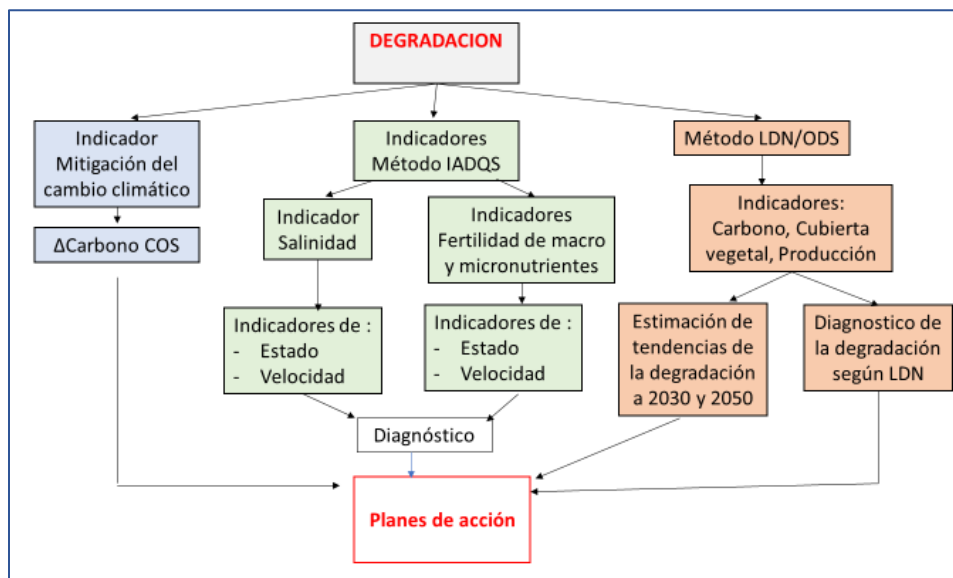 DEGRADACION
Indicador
Mitigación del
cambio climático
Indicadores
Método IADQS
Método LDN/ODS
ΔCarbono COS
Indicador
Salinidad
Indicadores
Fertilidad de macro
y micronutrientes
Indicadores:
Carbono, Cubierta
vegetal, Producción
Indicadores de :
- Estado
- Velocidad
Indicadores de :
- Estado
- Velocidad
Estimación de
tendencias de
la degradación
a 2030 y 2050
Diagnostico de
la degradación
según LDN
Diagnóstico
Planes de acción